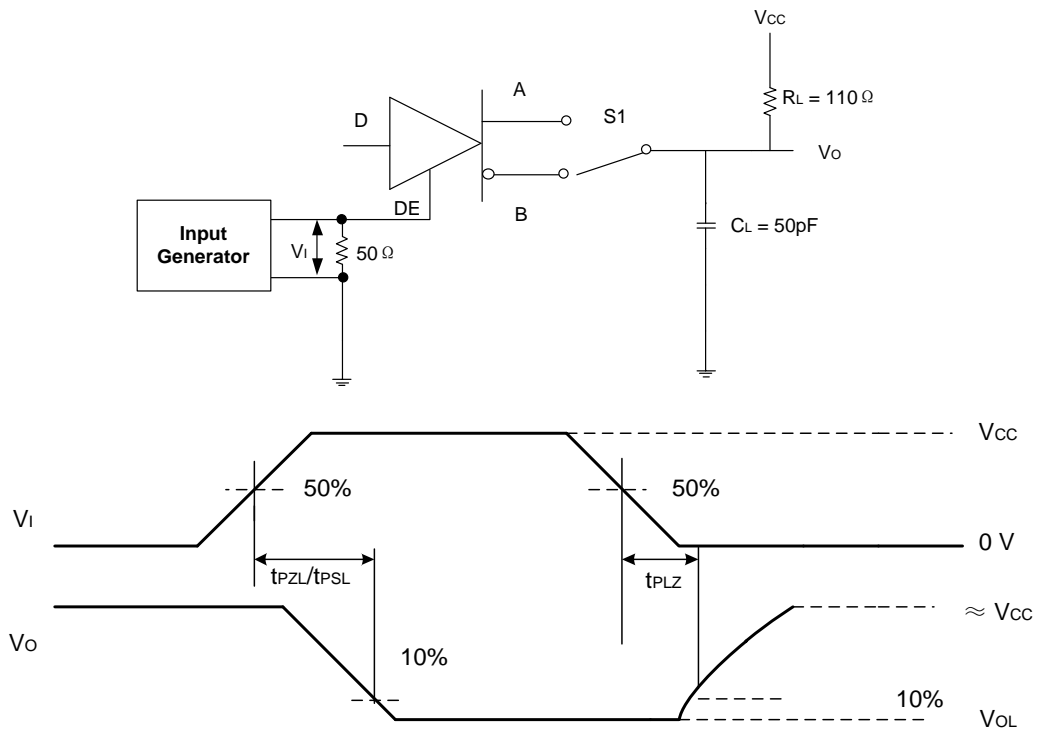 VCC
A
S1
RL = 110 Ω
D
VO
DE
B
CL = 50pF
Input
Generator
VI
50 Ω
VCC
50%
50%
VI
0 V
tPZL/tPSL
tPLZ
≈ VCC
VO
10%
10%
VOL